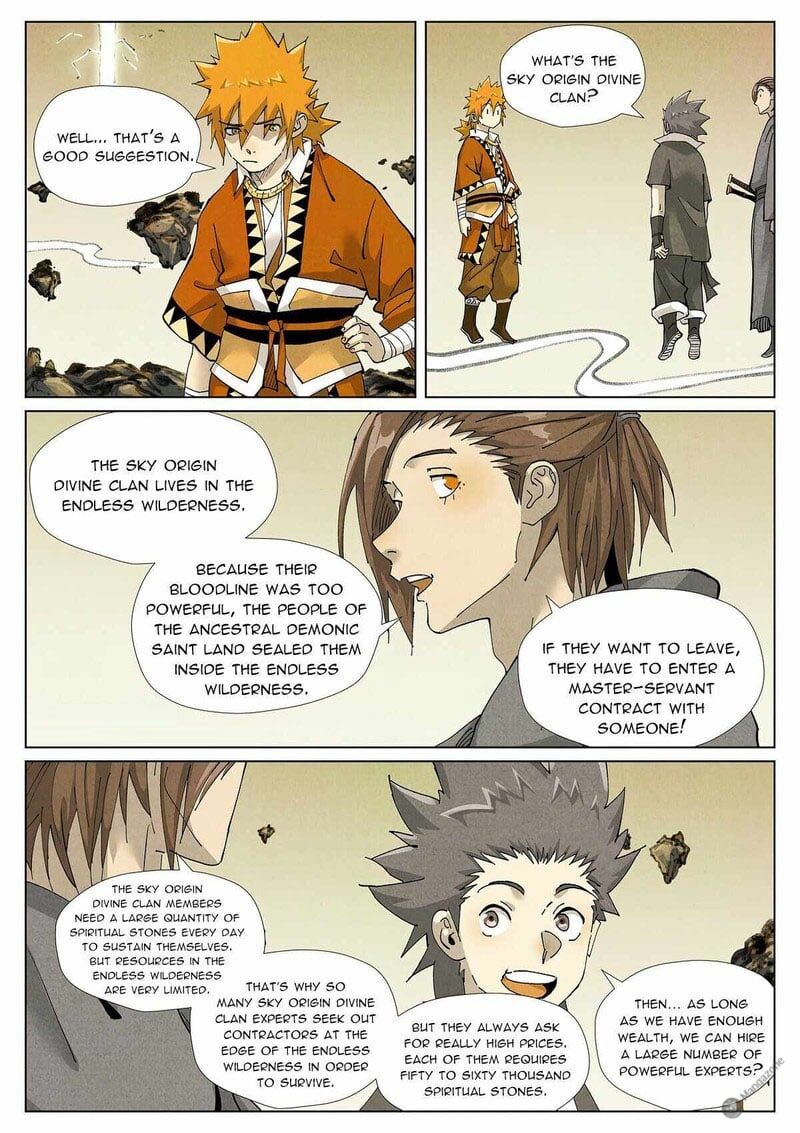 WELL... THAT'S A
GOOD SUGGESTION.
WHAT'S THE
SKY ORIGIN DIVINE
CLAN?
THE SKY ORIGIN
DIVINE CLAN LIVES IN THE
ENDLESS WILDERNESS.
BECAUSE THEIR
BLOODLINE WAS TOO
POWERFUL, THE PEOPLE OF
THE ANCESTRAL DEMONIC
SAINT LAND SEALED THEM
INSIDE THE ENDLESS
WILDERNESS.
IF THEY WANT TO LEAVE,
THEY HAVE TO ENTER A
MASTER-SERVANT
CONTRACT WITH
SOMEONE!
THE SKY ORIGIN
DIVINE CLAN MEMBERS
NEED A LARGE QUANTITY OF
SPIRITUAL STONES EVERY DAY
TO SUSTAIN THEMSELVES.
BUT RESOURCES IN THE
ENDLESS WILDERNESS
ARE VERY LIMITED.
THAT'S WHY SO
MANY SKY ORIGIN DIVINE
CLAN EXPERTS SEEK OUT
CONTRACTORS AT THE
EDGE OF THE ENDLESS
WILDERNESS IN ORDER
TO SURVIVE.
BUT THEY ALWAYS ASK
FOR REALLY HIGH PRICES.
EACH OF THEM REQUIRES
FIFTY TO SIXTY THOUSAND
SPIRITUAL STONES.
THEN... AS LONG
AS WE HAVE ENOUGH
WEALTH, WE CAN HIRE
A LARGE NUMBER OF
POWERFUL EXPERTS?
Mangazone